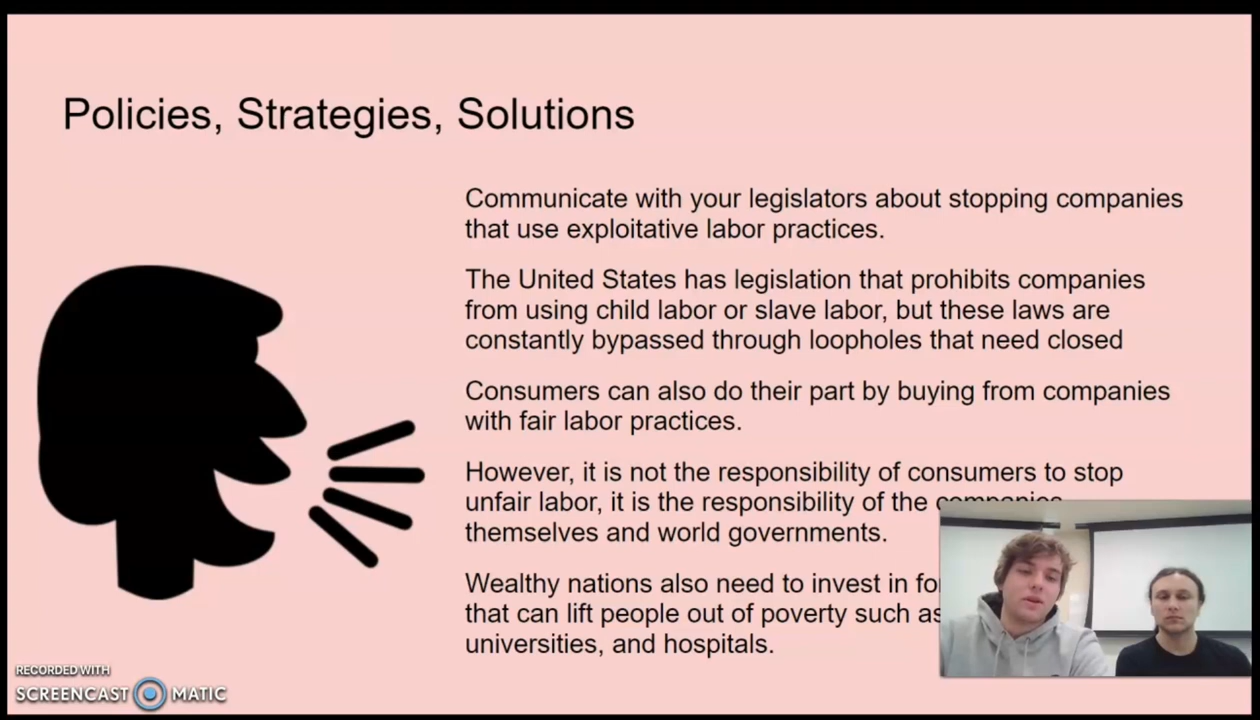 Policies, Strategies, Solutions
Communicate with your legislators about stopping companies
that use exploitative labor practices.
The United States has legislation that prohibits companies
from using child labor or slave labor, but these laws are
constantly bypassed through loopholes that need closed
Consumers can also do their part by buying from companies
with fair labor practices.
However, it is not the responsibility of consumers to stop
unfair labor, it is the responsibility of the companies
themselves and world governments.
Wealthy nations also need to invest in
that can lift people out of poverty such as
universities, and hospitals.
RECORDED WITH
SCREENCAST MATIC